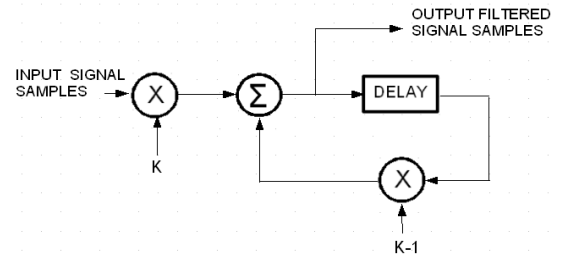 OUTPUT FILTERED
SIGNAL SAMPLES
INPUT SIGNAL
SAMPLES
X
Σ
DELAY
K
X
K-1